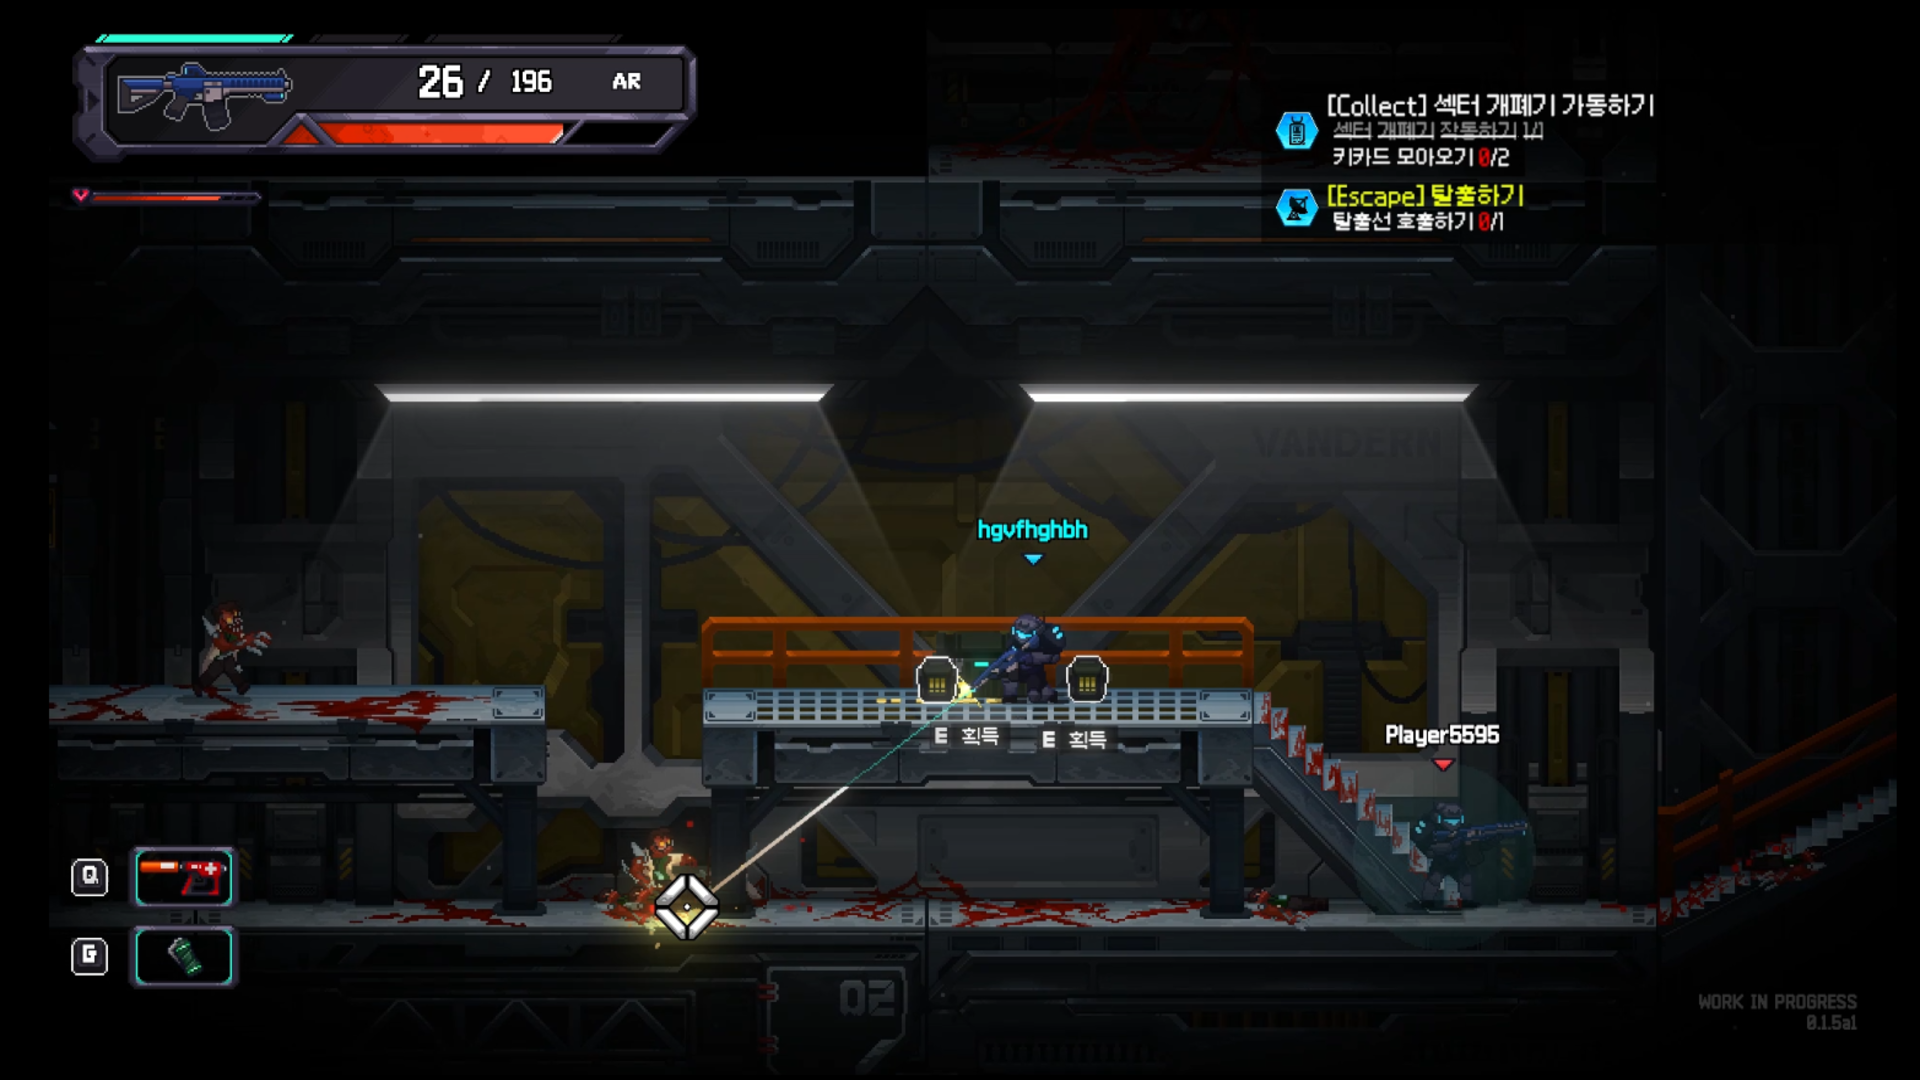 26 / 196 AR
[Collect] 섹터 개폐기 가동하기
섹터 개폐기 작동하기 1/1
키카드 모아오기 0/2
[Escape] 탈출하기
탈출선 호출하기 0/1
VANDERN
hgvfhghbh
E 획득
E 획득
Player5595
Q
G
02
WORK IN PROGRESS
0.1.5a1